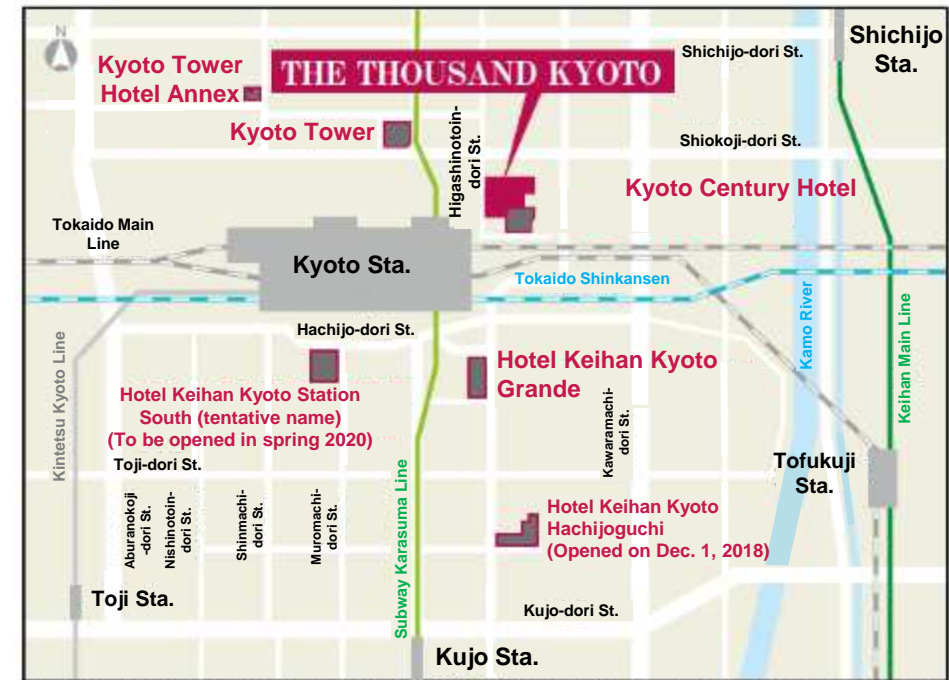 N
Shichijo-dori St.
Shichijo
Sta.
Kyoto Tower
Hotel Annex
THE THOUSAND KYOTO
Kyoto Tower
Higashinotoin-
dori St.
Shiokoji-dori St.
Kyoto Century Hotel
Tokaido Main
Line
Kyoto Sta.
Tokaido Shinkansen
Kamo River
Keihan Main Line
Hachijo-dori St.
Kintetsu Kyoto Line
Hotel Keihan Kyoto
Grande
Hotel Keihan Kyoto Station
South (tentative name)
(To be opened in spring 2020)
Kawaramachi-
dori St.
Toji-dori St.
Tofukuji
Sta.
Aburanokoji
-dori St.
Nishinotoin-
dori St.
Shinmachi-
dori St.
Muromachi-
dori St.
Subway Karasuma Line
Hotel Keihan Kyoto
Hachijoguchi
(Opened on Dec. 1, 2018)
Toji Sta.
Kujo-dori St.
Kujo Sta.